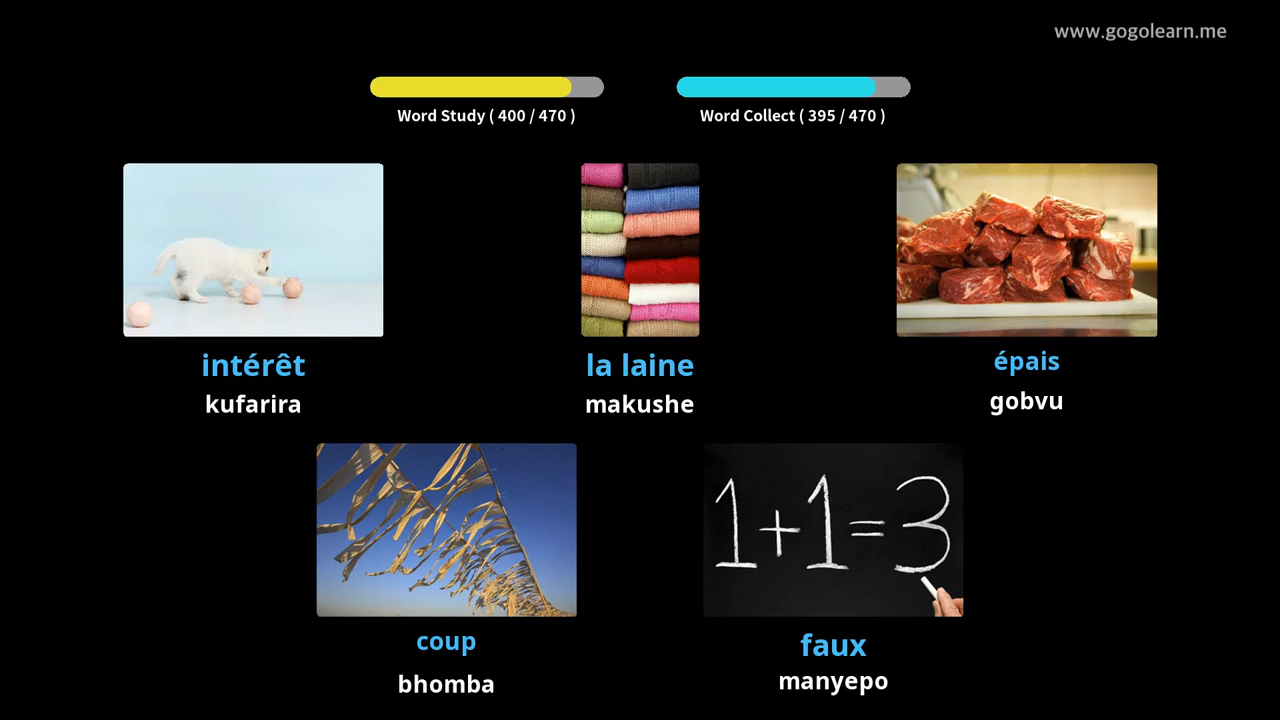 www.gogolearn.me
Word Study ( 400 / 470 )
Word Collect ( 395 / 470 )
intérêt
kufarira
la laine
makushe
épais
gobvu
1+1=3
coup
bhomba
faux
manyepo